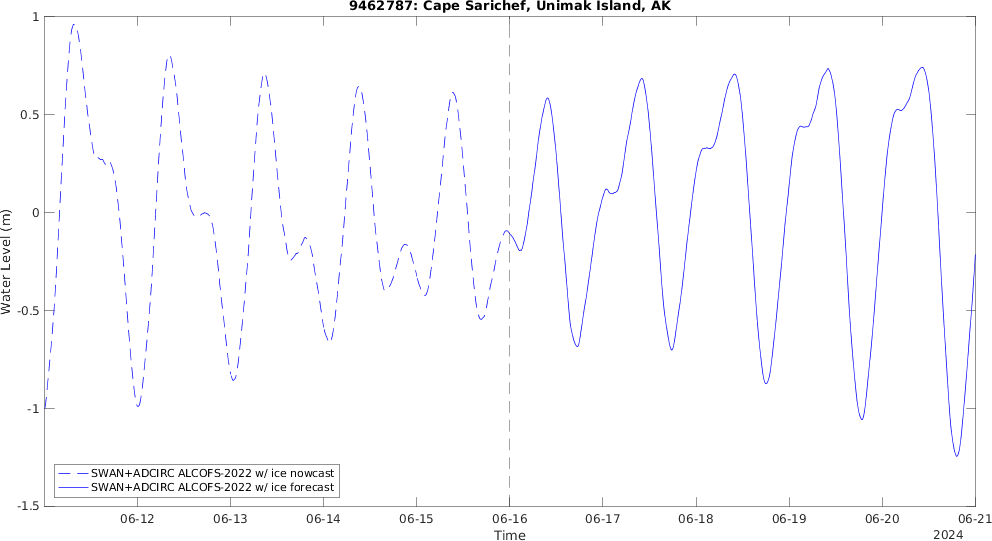 9462787: Cape Sarichef, Unimak Island, AK
Water Level (m)
1
0.5
0
-0.5
-1
-1.5
SWAN+ADCIRC ALCOFS-2022 w/ ice nowcast
SWAN+ADCIRC ALCOFS-2022 w/ ice forecast
06-12 06-13 06-14 06-15 06-16 06-17 06-18 06-19 06-20 06-21
Time
2024